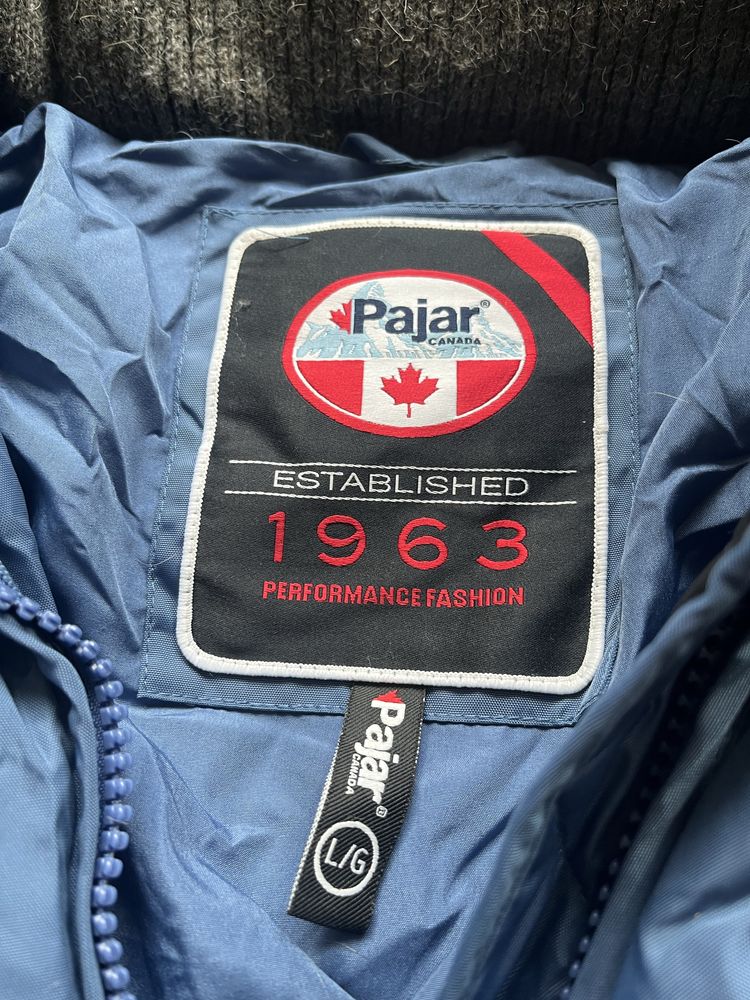 Pajar®
CANADA
ESTABLISHED
1963
PERFORMANCE FASHION
Pajar®
CANADA
L/G